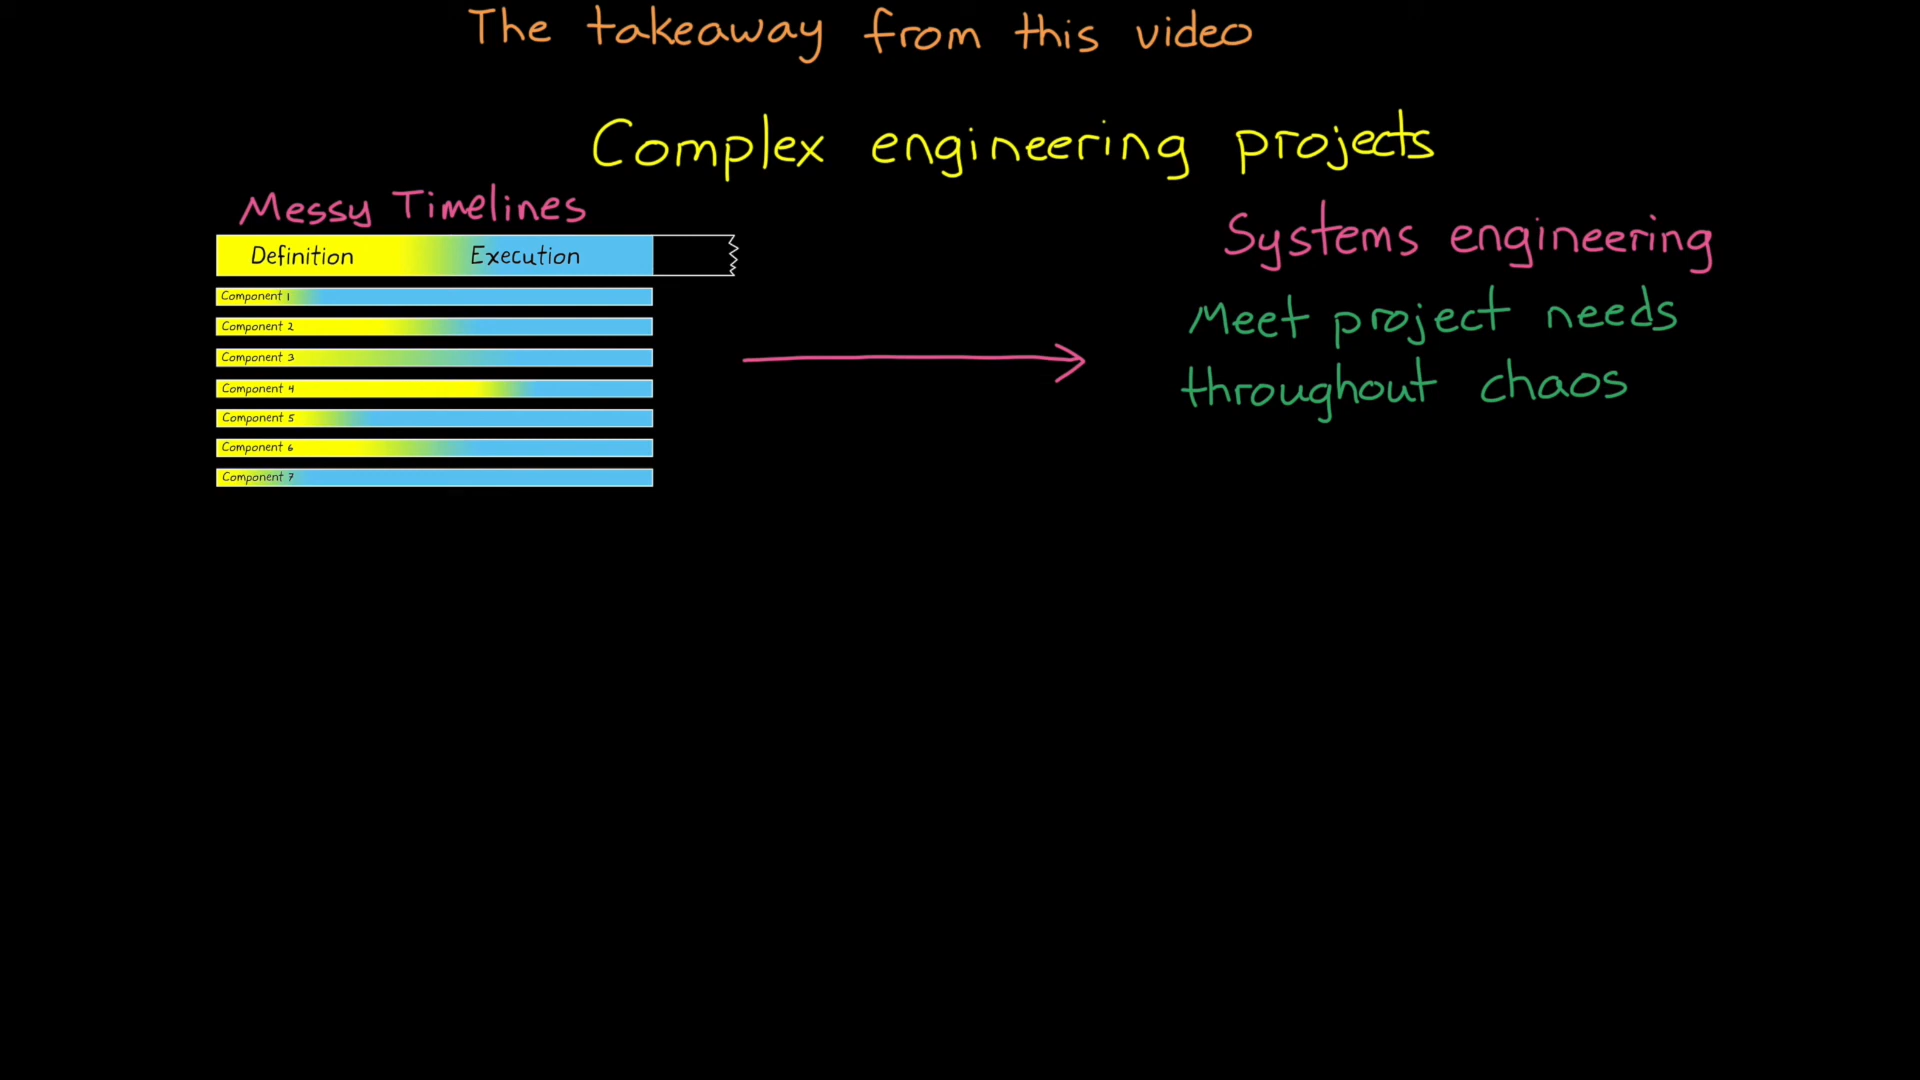 The takeaway from this video
Complex engineering projects
Messy Timelines
Definition Execution
Component 1
Component 2
Component 3
Component 4
Component 5
Component 6
Component 7
Systems engineering
Meet project needs
throughout chaos